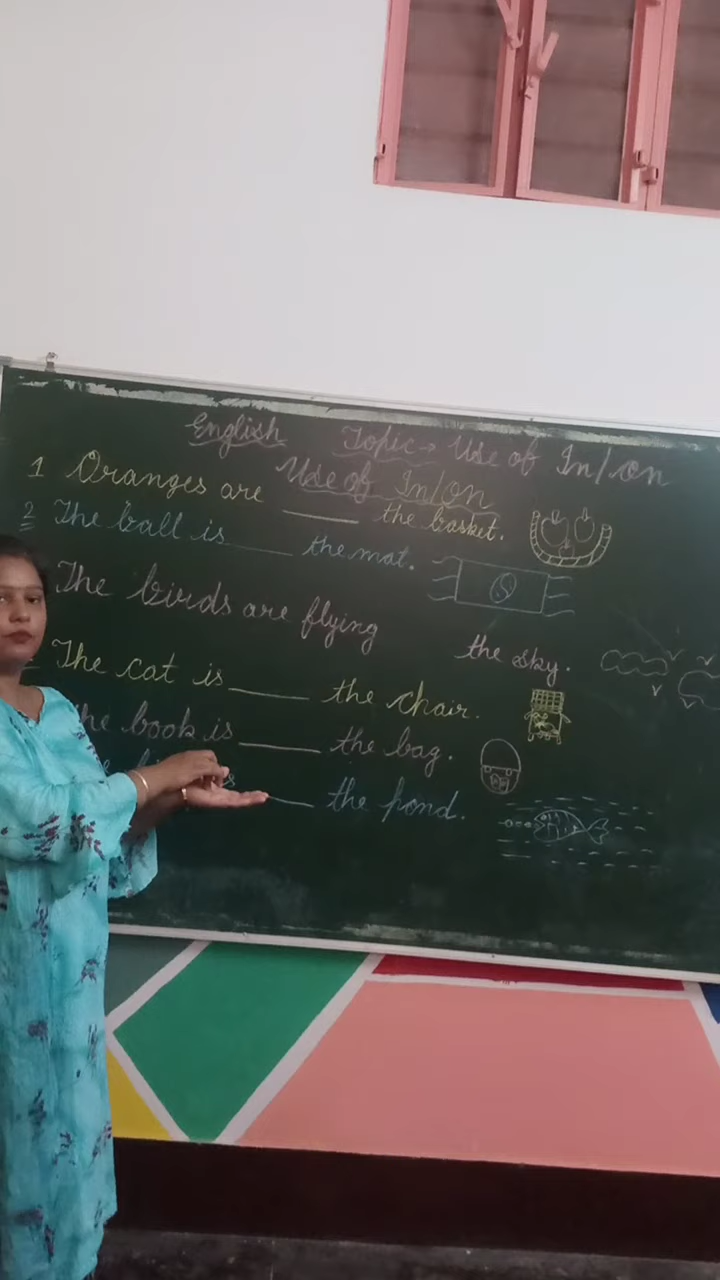 English Topic → Use of In/on
Use of In/on
1 Oranges are ____ the basket.
2 The ball is ____ the mat.
The birds are flying the sky.
The cat is ____ the chair.
the book is ____ the bag.
____ the pond.